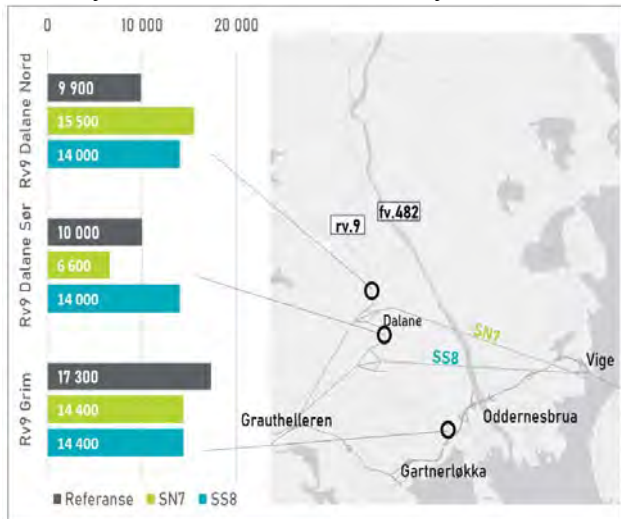 0
10 000
20 000
Rv9 Dalane Nord
9 900
15 500
14 000
Rv9 Dalane Sør
10 000
6 600
14 000
Rv9 Grim
17 300
14 400
14 400
rv.9
fv.482
Dalane
SN7
SS8
Vige
Grauthelleren
Oddernesbrua
Gartnerløkka
Referanse
SN7
SS8